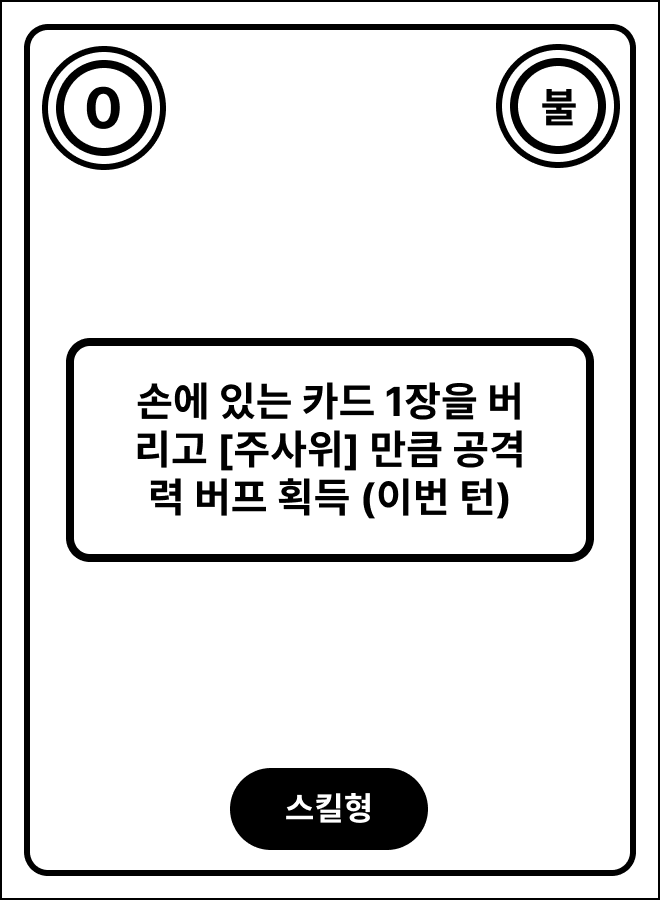 0
불
손에 있는 카드 1장을 버
리고 [주사위] 만큼 공격
력 버프 획득 (이번 턴)
스킬형